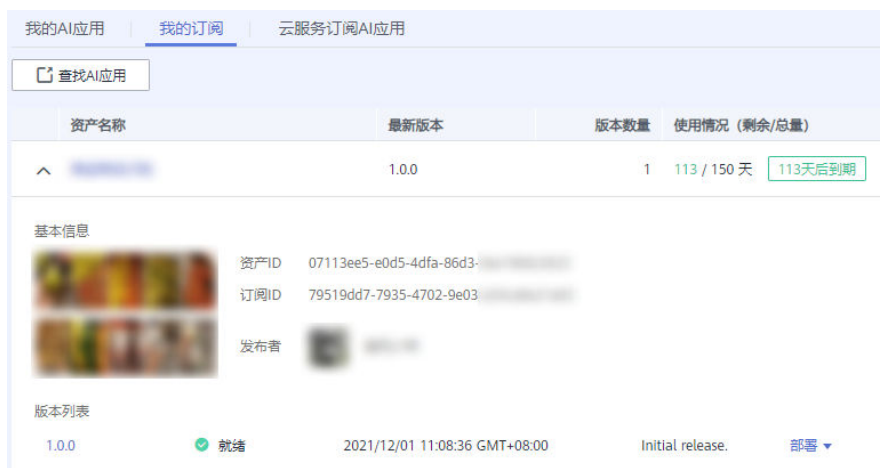 我的AI应用 我的订阅 云服务订阅AI应用
查找AI应用
资产名称 最新版本 版本数量 使用情况（剩余/总量）
1.0.0 1 113 / 150 天 113天后到期
基本信息
资产ID 07113ee5-e0d5-4dfa-86d3-
订阅ID 79519dd7-7935-4702-9e03
发布者
版本列表
1.0.0 就绪 2021/12/01 11:08:36 GMT+08:00 Initial release. 部署